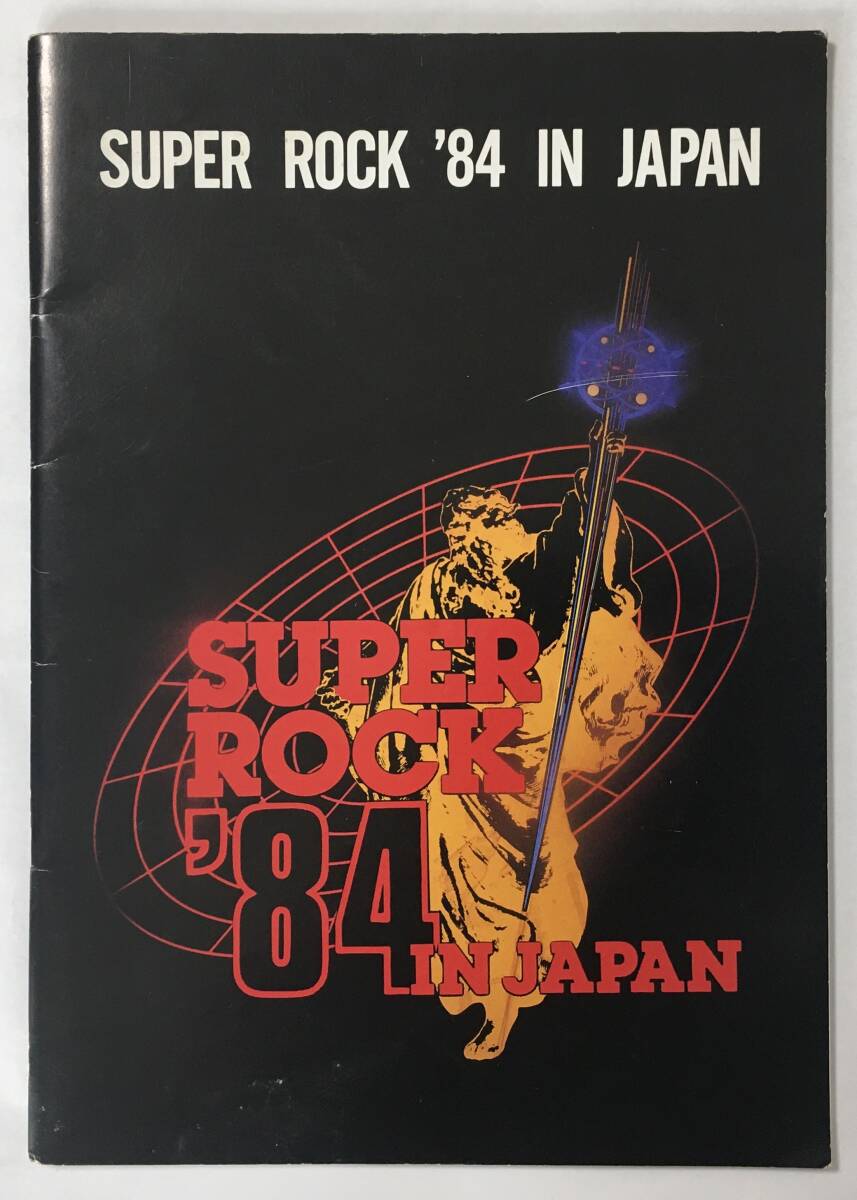 SUPER ROCK ’84 IN JAPAN
SUPER
ROCK
’84
IN JAPAN